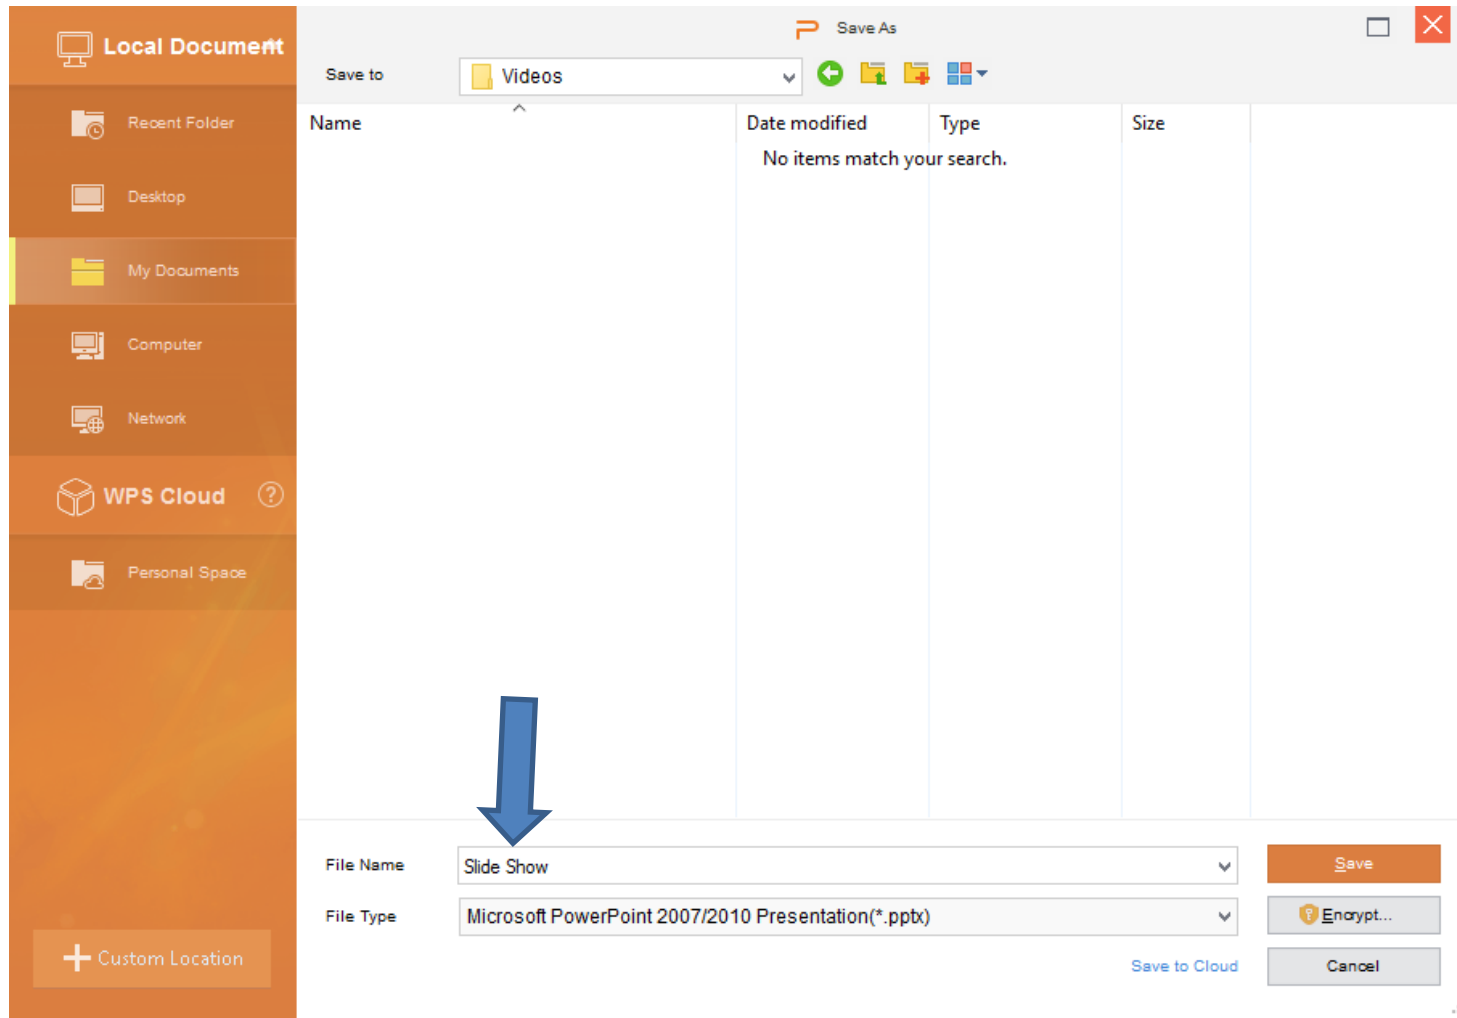 Local Document
Save As
Save to
Videos
Recent Folder
Name
Date modified
Type
Size
No items match your search.
Desktop
My Documents
Computer
Network
WPS Cloud
?
Personal Space
File Name
Slide Show
Save
File Type
Microsoft PowerPoint 2007/2010 Presentation(*.pptx)
Encrypt...
Custom Location
Save to Cloud
Cancel